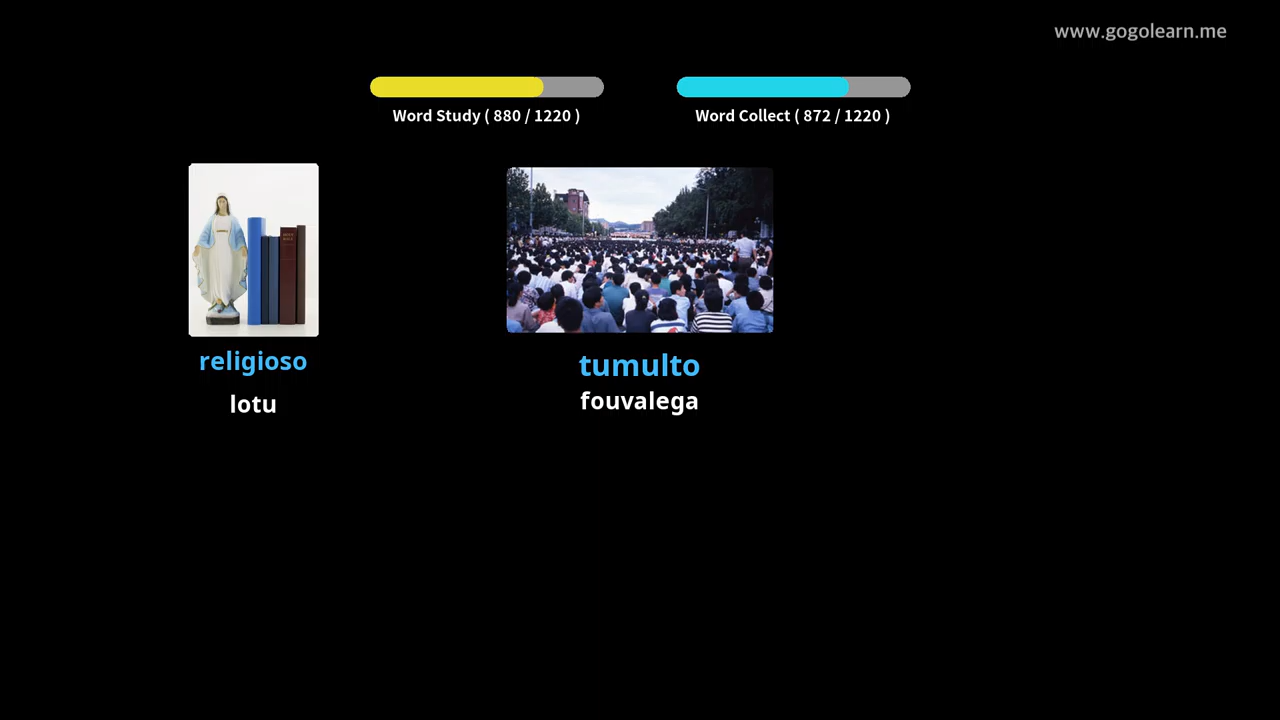 www.gogolearn.me
Word Study ( 880 / 1220 )
Word Collect ( 872 / 1220 )
religioso
lotu
tumulto
fouvalega